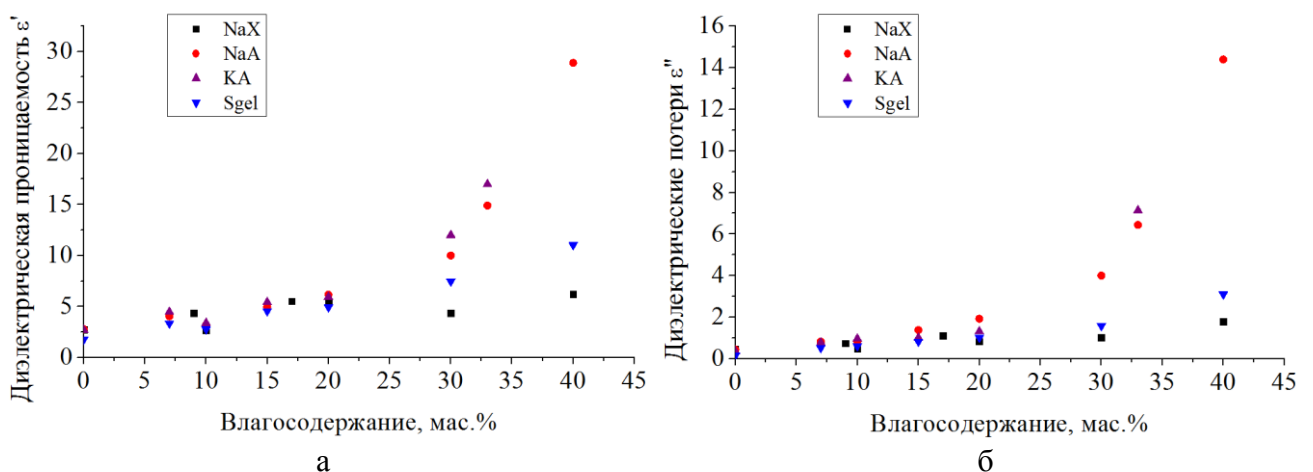 Диэлектрическая проницаемость ε'
30
25
20
15
10
5
0
NaX
NaA
KA
Sgel
0 5 10 15 20 25 30 35 40 45
Влагосодержание, мас.%
а
Диэлектрические потери ε"
16
14
12
10
8
6
4
2
0
NaX
NaA
KA
Sgel
0 5 10 15 20 25 30 35 40 45
Влагосодержание, мас.%
б